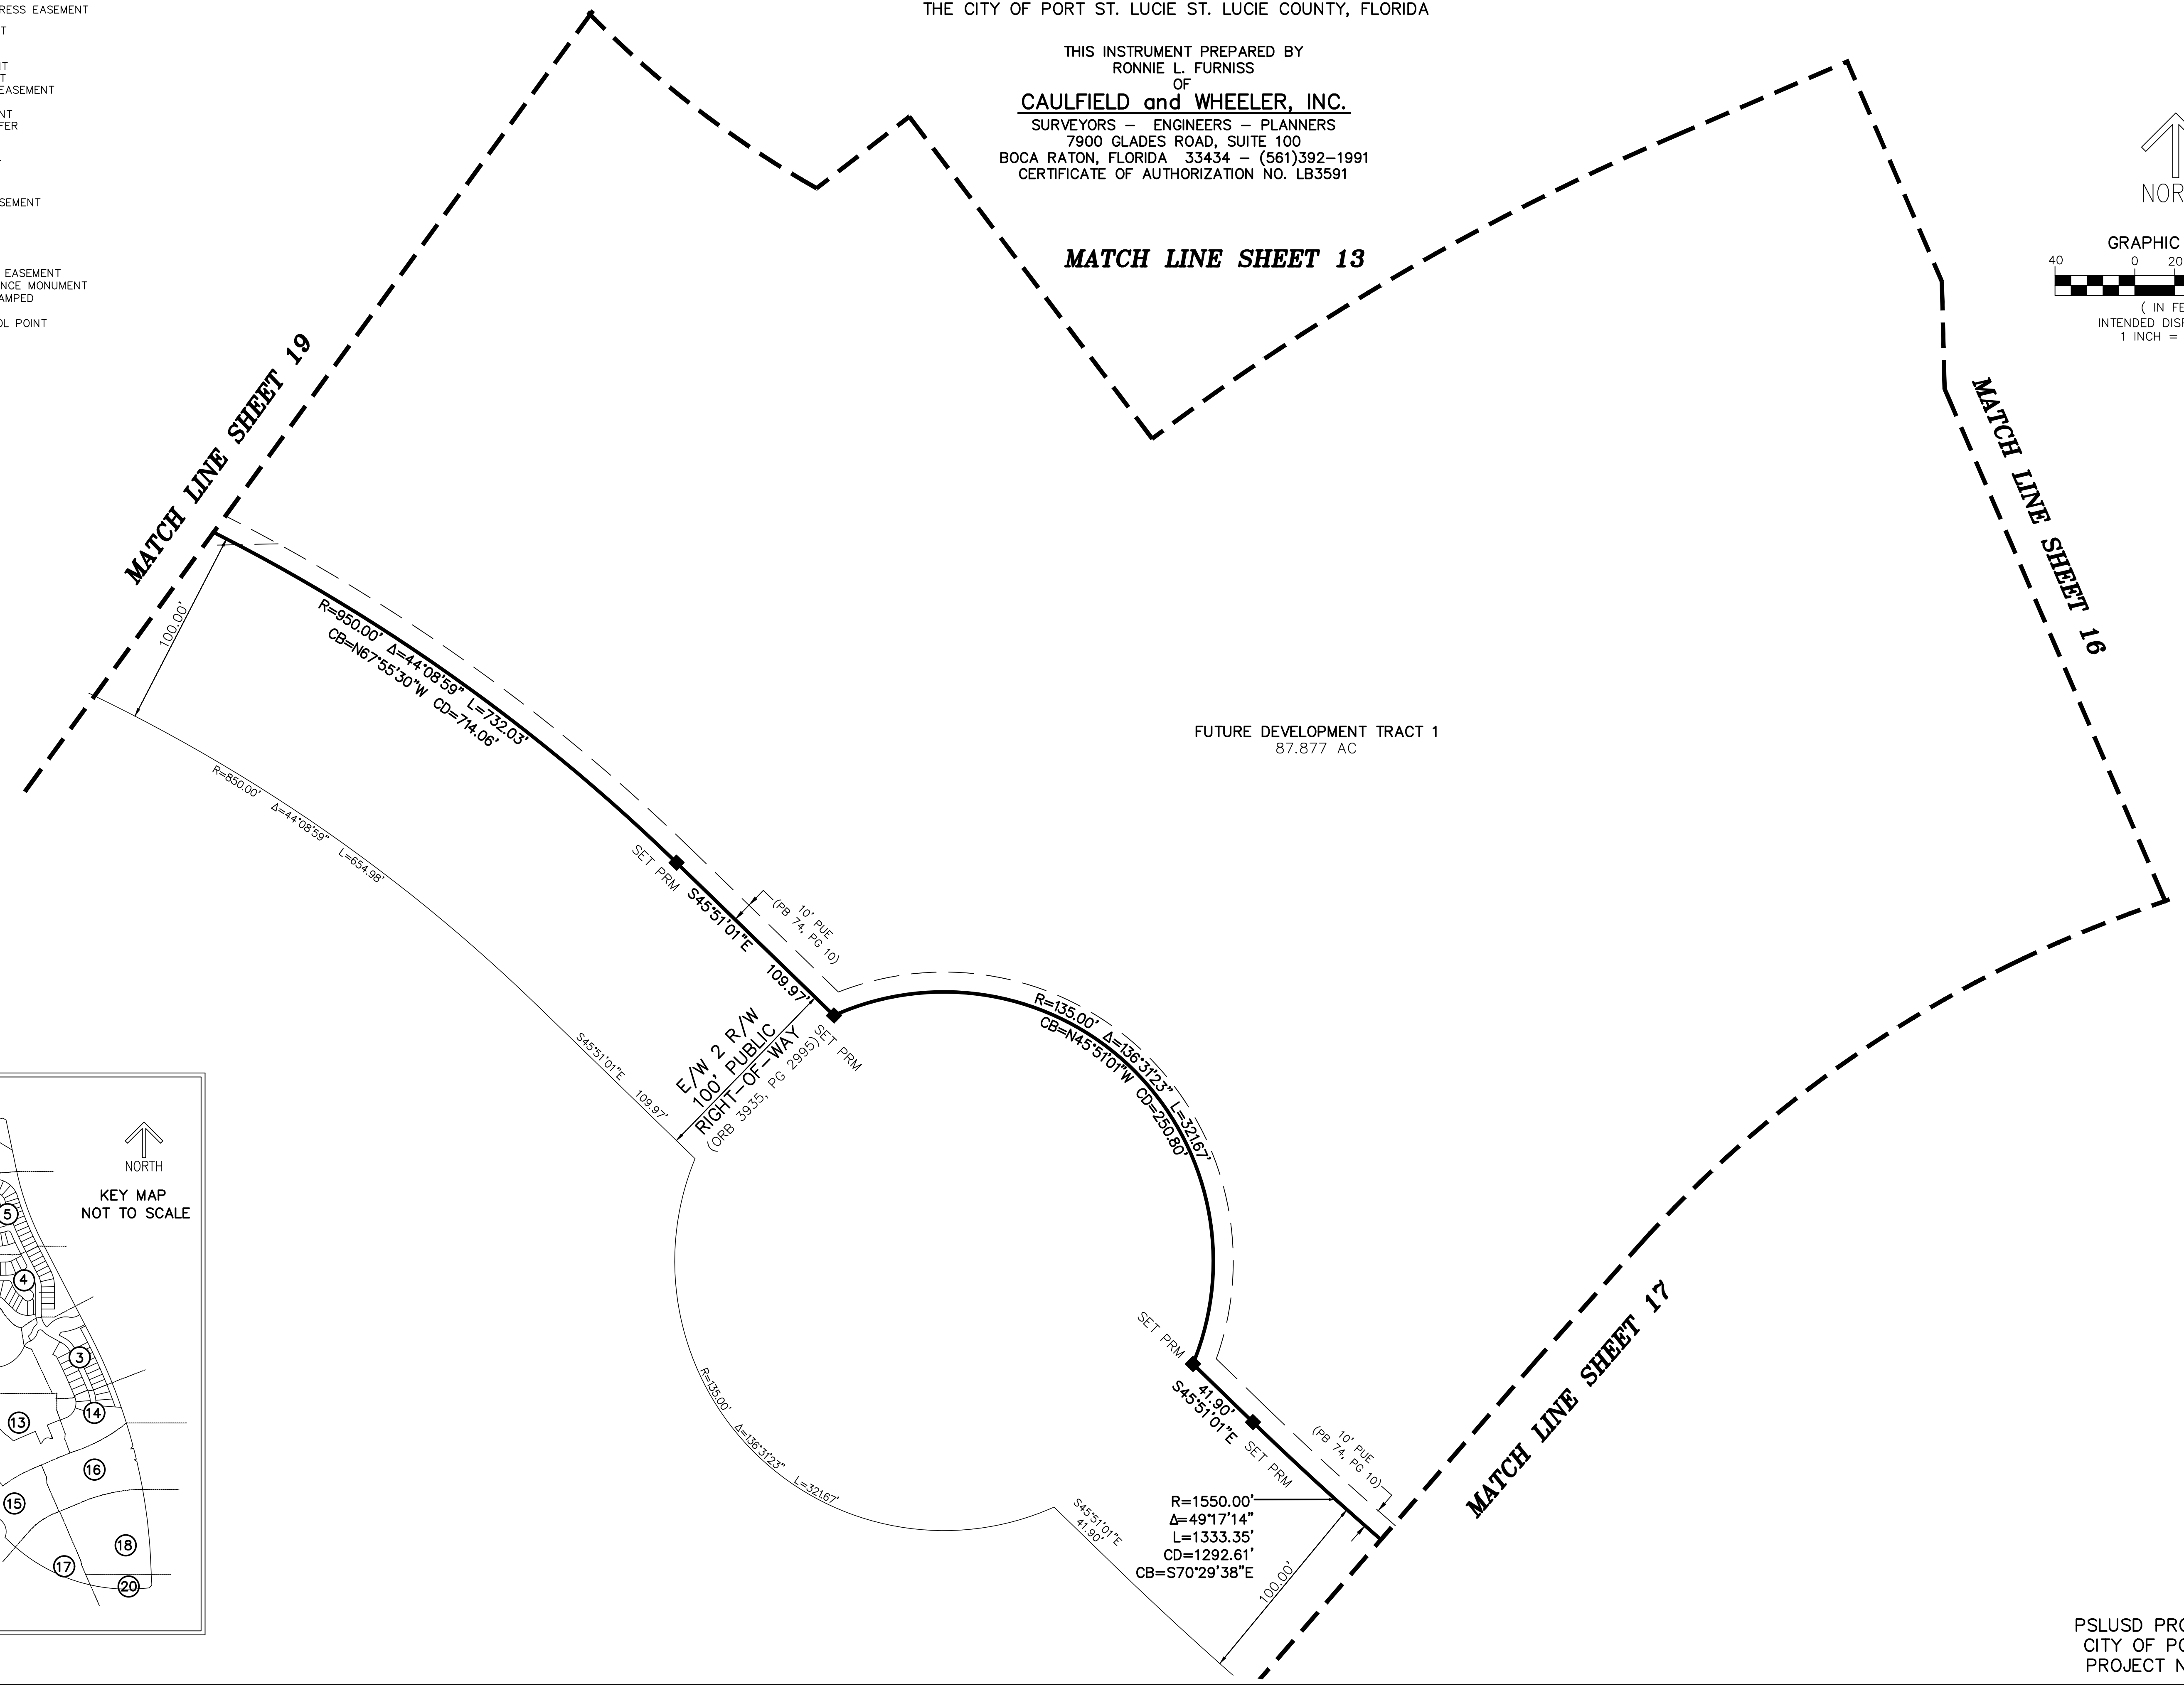 RESS EASEMENT
T
IT
T
EASEMENT
NT
FER
SEMENT
EASEMENT
NCE MONUMENT
AMPED
OL POINT
THE CITY OF PORT ST. LUCIE ST. LUCIE COUNTY, FLORIDA
THIS INSTRUMENT PREPARED BY
RONNIE L. FURNISS
OF
CAULFIELD and WHEELER, INC.
SURVEYORS - ENGINEERS - PLANNERS
7900 GLADES ROAD, SUITE 100
BOCA RATON, FLORIDA 33434 - (561)392-1991
CERTIFICATE OF AUTHORIZATION NO. LB3591
MATCH LINE SHEET 13
NOR
GRAPHIC
40 0 20
( IN FE
INTENDED DISP
1 INCH =
MATCH LINE SHEET 19
MATCH LINE SHEET 16
100.00'
R=950.00' Δ=44°08'59" L=732.03'
CB=N67°55'30"W CD=714.06'
FUTURE DEVELOPMENT TRACT 1
87.877 AC
R=850.00' Δ=44°08'59" L=654.98'
SET PRM
S45°51'01"E 109.97'
10' PUE
(PB 74, PG 10)
SET PRM
E/W 2 R/W
100' PUBLIC
RIGHT-OF-WAY
(ORB 3935, PG 2995)
S45°51'01"E 109.97'
R=135.00' Δ=136°31'23" L=321.67'
CB=N45°51'01"W CD=250.80'
SET PRM
41.90'
S45°51'01"E
SET PRM
10' PUE
(PB 74, PG 10)
R=135.00' Δ=136°31'23" L=321.67'
S45°51'01"E
41.90'
R=1550.00'
Δ=49°17'14"
L=1333.35'
CD=1292.61'
CB=S70°29'38"E
100.00'
MATCH LINE SHEET 17
NORTH
KEY MAP
NOT TO SCALE
5
4
3
13
14
16
15
18
17
20
PSLUSD PRO
CITY OF PO
PROJECT N